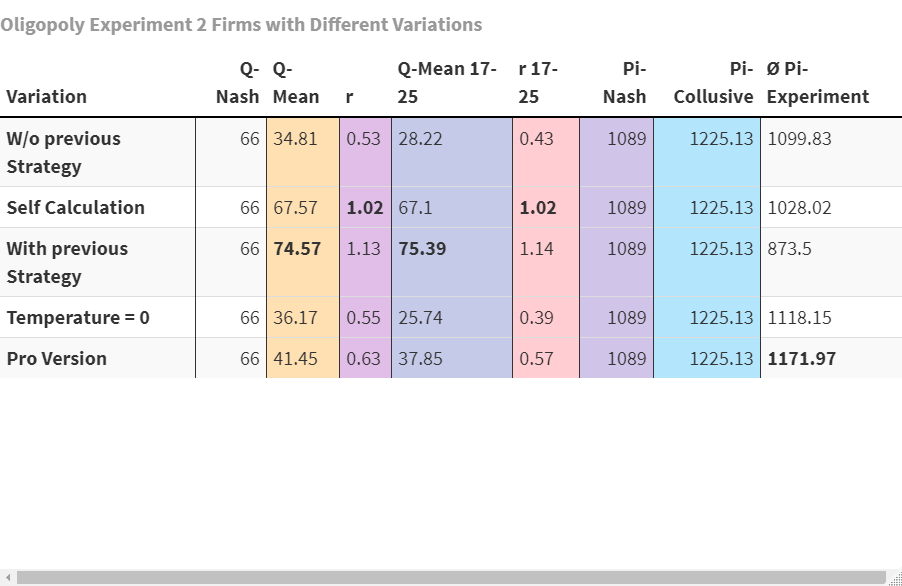 Oligopoly Experiment 2 Firms with Different Variations
Variation Q-Nash Q-Mean r Q-Mean 17-25 r 17-25 Pi-Nash Pi-Collusive Ø Pi-Experiment
W/o previous Strategy 66 34.81 0.53 28.22 0.43 1089 1225.13 1099.83
Self Calculation 66 67.57 1.02 67.1 1.02 1089 1225.13 1028.02
With previous Strategy 66 74.57 1.13 75.39 1.14 1089 1225.13 873.5
Temperature = 0 66 36.17 0.55 25.74 0.39 1089 1225.13 1118.15
Pro Version 66 41.45 0.63 37.85 0.57 1089 1225.13 1171.97